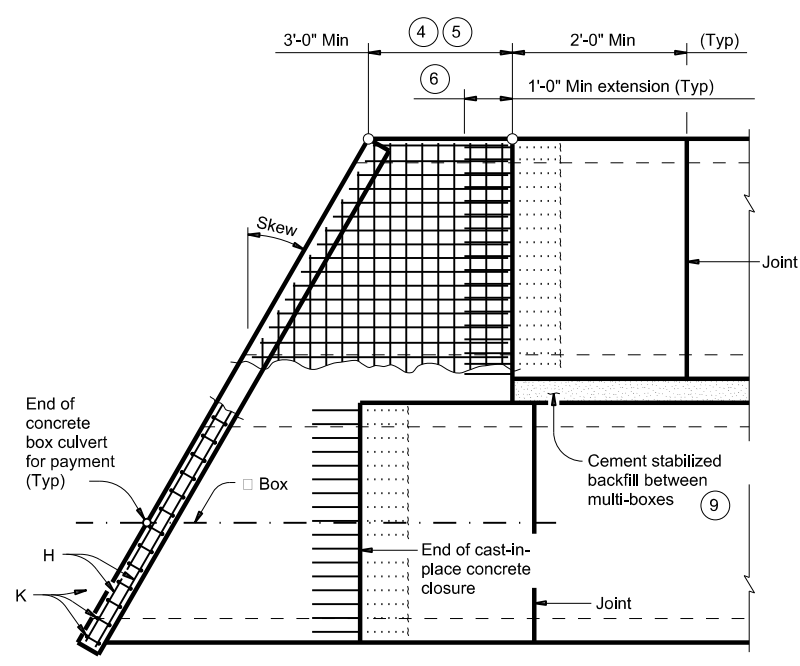 3'-0" Min
4 5
2'-0" Min
(Typ)
6
1'-0" Min extension (Typ)
Skew
Joint
End of
concrete
box culvert
for payment
(Typ)
□ Box
Cement stabilized
backfill between
multi-boxes
9
H
End of cast-in-
place concrete
closure
K
Joint